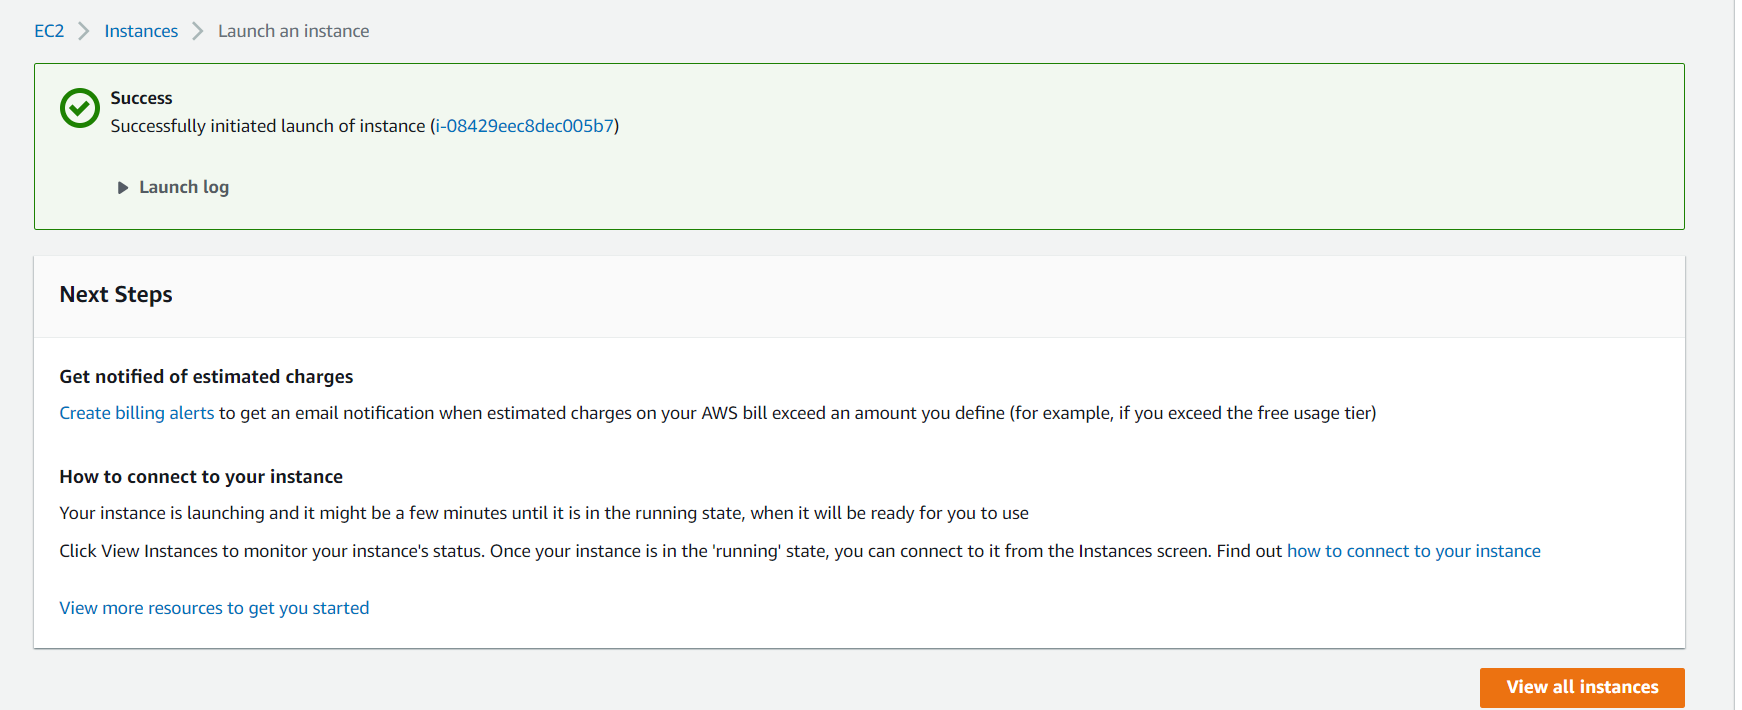 EC2 Instances Launch an instance
Success
Successfully initiated launch of instance (i-08429eec8dec005b7)
Launch log
Next Steps
Get notified of estimated charges
Create billing alerts to get an email notification when estimated charges on your AWS bill exceed an amount you define (for example, if you exceed the free usage tier)
How to connect to your instance
Your instance is launching and it might be a few minutes until it is in the running state, when it will be ready for you to use
Click View Instances to monitor your instance's status. Once your instance is in the 'running' state, you can connect to it from the Instances screen. Find out how to connect to your instance
View more resources to get you started
View all instances